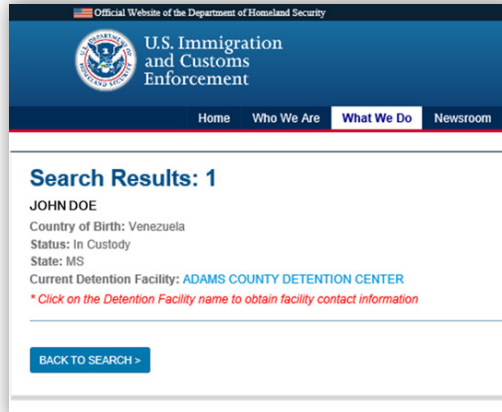 Official Website of the Department of Homeland Security
U.S. Immigration
and Customs
Enforcement
Home Who We Are What We Do Newsroom
Search Results: 1
JOHN DOE
Country of Birth: Venezuela
Status: In Custody
State: MS
Current Detention Facility: ADAMS COUNTY DETENTION CENTER
* Click on the Detention Facility name to obtain facility contact information
BACK TO SEARCH >